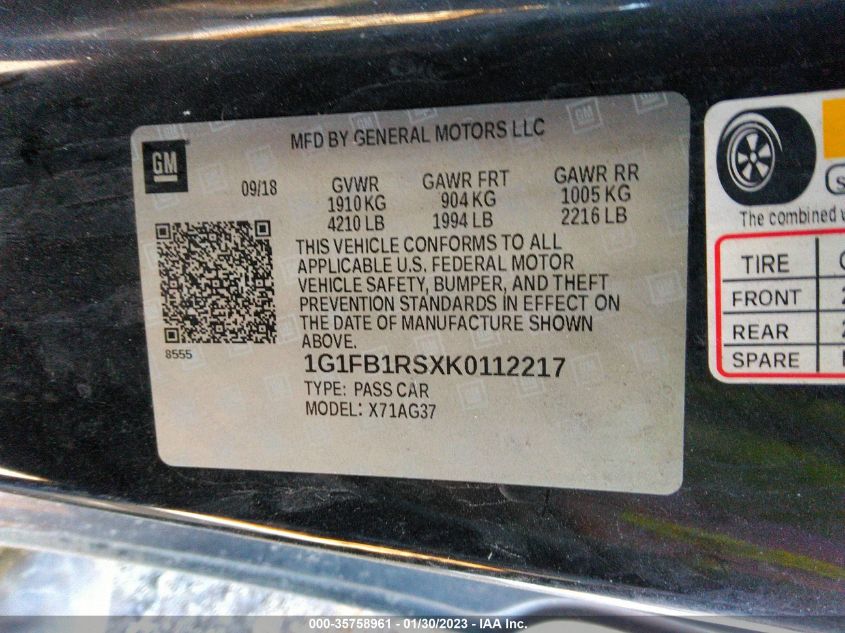 MFD BY GENERAL MOTORS LLC
GM
09/18
GVWR GAWR FRT GAWR RR
1910 KG 904 KG 1005 KG
4210 LB 1994 LB 2216 LB
THIS VEHICLE CONFORMS TO ALL
APPLICABLE U.S. FEDERAL MOTOR
VEHICLE SAFETY, BUMPER, AND THEFT
PREVENTION STANDARDS IN EFFECT ON
THE DATE OF MANUFACTURE SHOWN
ABOVE.
8555
1G1FB1RSXK0112217
TYPE: PASS CAR
MODEL: X71AG37
The combined
TIRE
FRONT
REAR
SPARE
000-35758961 / 01/30/2023 - IAA Inc.